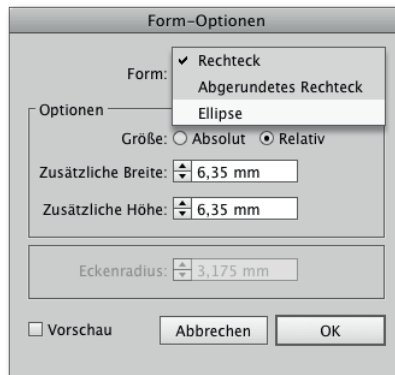 Form-Optionen
Form:
✔ Rechteck
Abgerundetes Rechteck
Ellipse
Optionen
Größe: Absolut Relativ
Zusätzliche Breite: 6,35 mm
Zusätzliche Höhe: 6,35 mm
Eckenradius: 3,175 mm
Vorschau Abbrechen OK